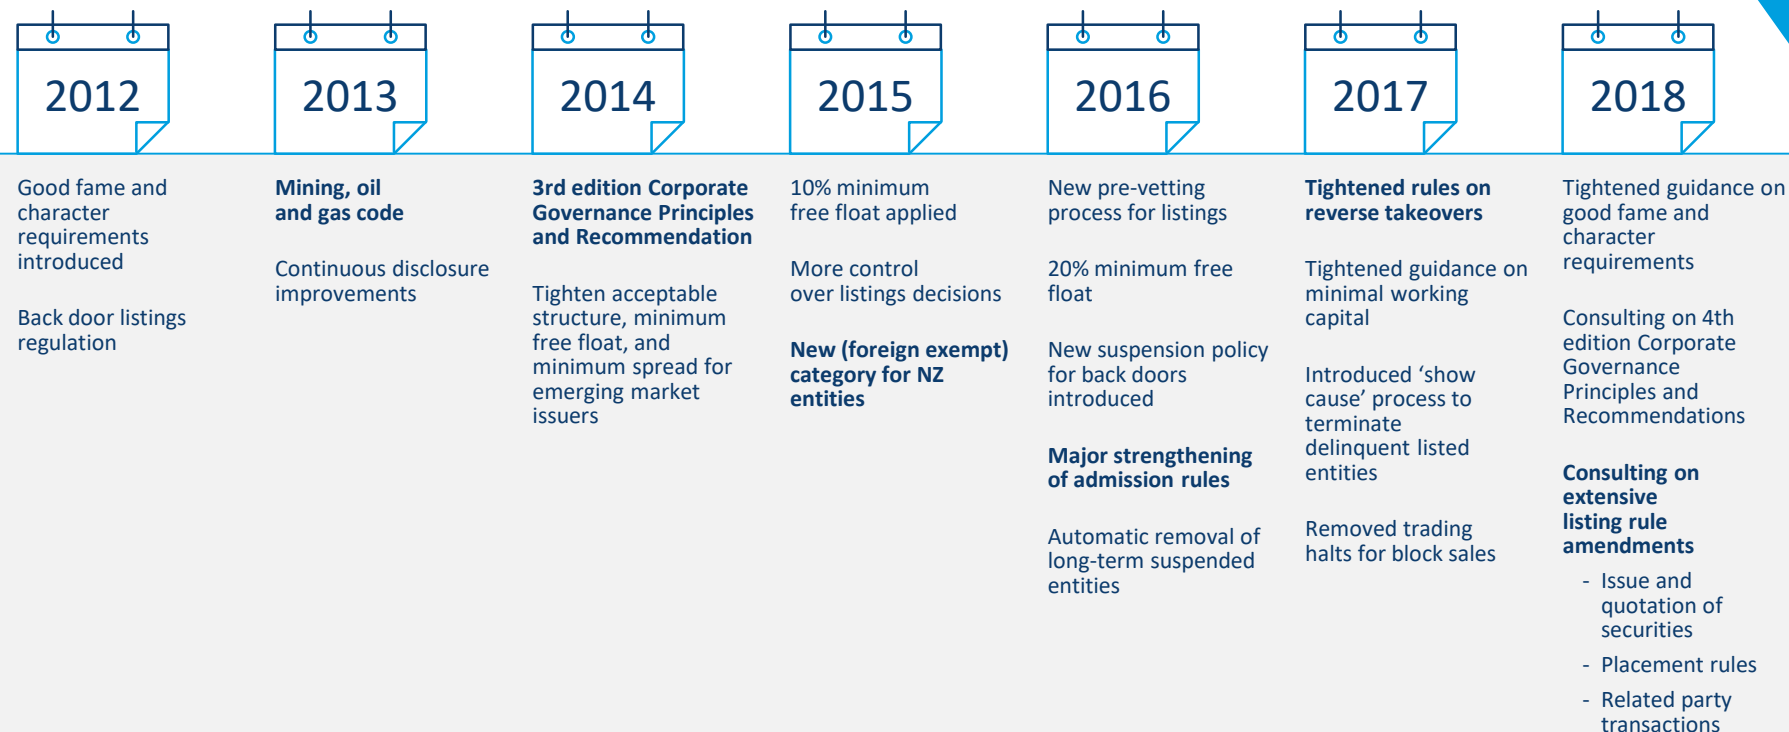 2012
Good fame and
character
requirements
introduced
Back door listings
regulation
2013
Mining, oil
and gas code
Continuous disclosure
improvements
2014
3rd edition Corporate
Governance Principles
and Recommendation
Tighten acceptable
structure, minimum
free float, and
minimum spread for
emerging market
issuers
2015
10% minimum
free float applied
More control
over listings decisions
New (foreign exempt)
category for NZ
entities
2016
New pre-vetting
process for listings
20% minimum free
float
New suspension policy
for back doors
introduced
Major strengthening
of admission rules
Automatic removal of
long-term suspended
entities
2017
Tightened rules on
reverse takeovers
Tightened guidance on
minimal working
capital
Introduced ‘show
cause’ process to
terminate
delinquent listed
entities
Removed trading
halts for block sales
2018
Tightened guidance on
good fame and
character
requirements
Consulting on 4th
edition Corporate
Governance
Principles and
Recommendations
Consulting on
extensive
listing rule
amendments
- Issue and
quotation of
securities
- Placement rules
- Related party
transactions